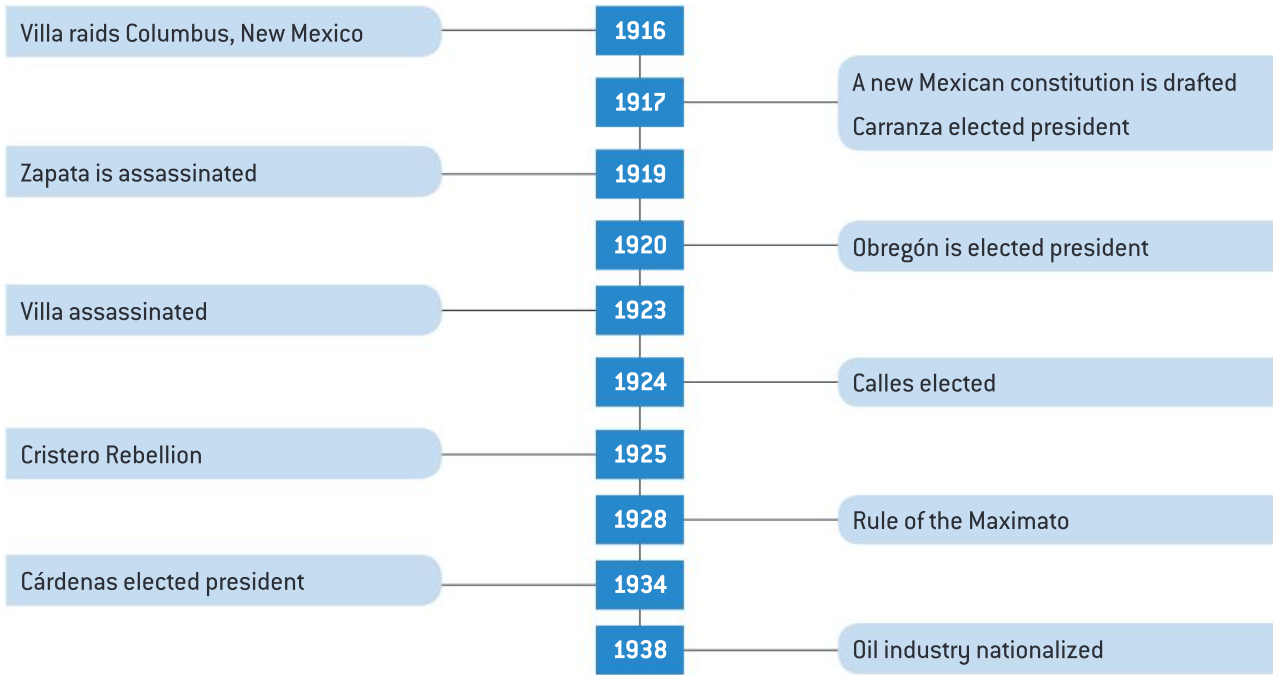 Villa raids Columbus, New Mexico
1916
1917
A new Mexican constitution is drafted
Carranza elected president
Zapata is assassinated
1919
1920
Obregón is elected president
Villa assassinated
1923
1924
Calles elected
Cristero Rebellion
1925
1928
Rule of the Maximato
Cárdenas elected president
1934
1938
Oil industry nationalized